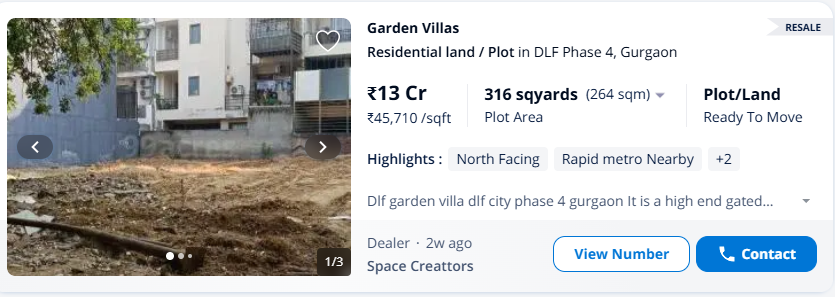 Garden Villas
RESALE
Residential land / Plot in DLF Phase 4, Gurgaon
₹13 Cr
₹45,710 /sqft
316 sqyards (264 sqm)
Plot Area
Plot/Land
Ready To Move
Highlights : North Facing Rapid metro Nearby +2
Dlf garden villa dlf city phase 4 gurgaon It is a high end gated...
1/3
Dealer · 2w ago
Space Creattors
View Number
Contact